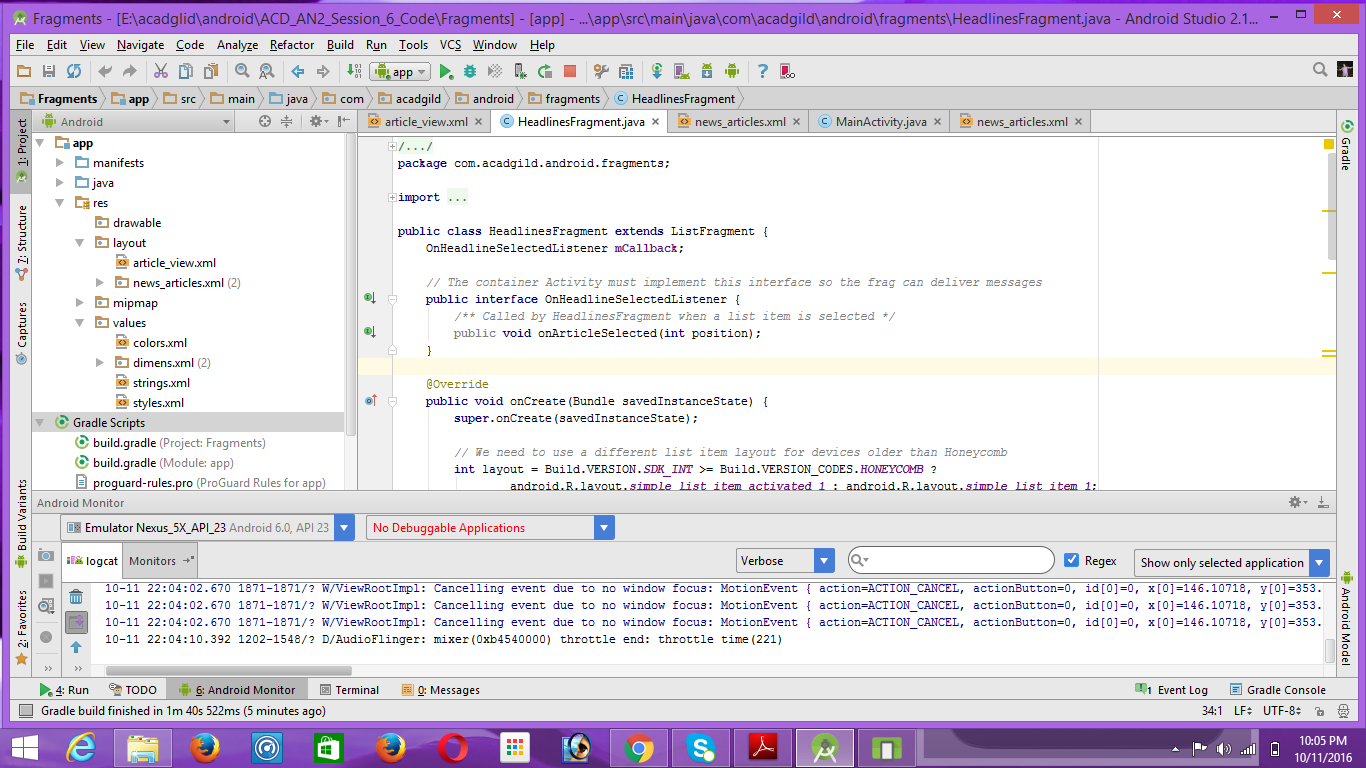 Fragments - [E:\acadglid\android\ACD_AN2_Session_6_Code\Fragments] - [app] - ...\app\src\main\java\com\acadgild\android\fragments\HeadlinesFragment.java - Android Studio 2.1...
File Edit View Navigate Code Analyze Refactor Build Run Tools VCS Window Help
app
Fragments app src main java com acadgild android fragments HeadlinesFragment
1: Project
7: Structure
Captures
Build Variants
2: Favorites
Android
app
manifests
java
res
drawable
layout
article_view.xml
news_articles.xml (2)
mipmap
values
colors.xml
dimens.xml (2)
strings.xml
styles.xml
Gradle Scripts
build.gradle (Project: Fragments)
build.gradle (Module: app)
proguard-rules.pro (ProGuard Rules for app)
article_view.xml HeadlinesFragment.java news_articles.xml MainActivity.java news_articles.xml
/.../
package com.acadgild.android.fragments;
import ...
public class HeadlinesFragment extends ListFragment {
OnHeadlineSelectedListener mCallback;
// The container Activity must implement this interface so the frag can deliver messages
public interface OnHeadlineSelectedListener {
/** Called by HeadlinesFragment when a list item is selected */
public void onArticleSelected(int position);
}
@Override
public void onCreate(Bundle savedInstanceState) {
super.onCreate(savedInstanceState);
// We need to use a different list item layout for devices older than Honeycomb
int layout = Build.VERSION.SDK_INT >= Build.VERSION_CODES.HONEYCOMB ?
android.R.layout.simple_list_item_activated_1 : android.R.layout.simple_list_item_1;
Gradle
Android Model
Android Monitor
Emulator Nexus_5X_API_23 Android 6.0, API 23 No Debuggable Applications
logcat Monitors Verbose Regex Show only selected application
10-11 22:04:02.670 1871-1871/? W/ViewRootImpl: Cancelling event due to no window focus: MotionEvent { action=ACTION_CANCEL, actionButton=0, id[0]=0, x[0]=146.10718, y[0]=353.
10-11 22:04:02.670 1871-1871/? W/ViewRootImpl: Cancelling event due to no window focus: MotionEvent { action=ACTION_CANCEL, actionButton=0, id[0]=0, x[0]=146.10718, y[0]=353.
10-11 22:04:02.670 1871-1871/? W/ViewRootImpl: Cancelling event due to no window focus: MotionEvent { action=ACTION_CANCEL, actionButton=0, id[0]=0, x[0]=146.10718, y[0]=353.
10-11 22:04:10.392 1202-1548/? D/AudioFlinger: mixer(0xb4540000) throttle end: throttle time(221)
4: Run TODO 6: Android Monitor Terminal 0: Messages 1 Event Log Gradle Console
Gradle build finished in 1m 40s 522ms (5 minutes ago) 34:1 LF UTF-8
10:05 PM
10/11/2016